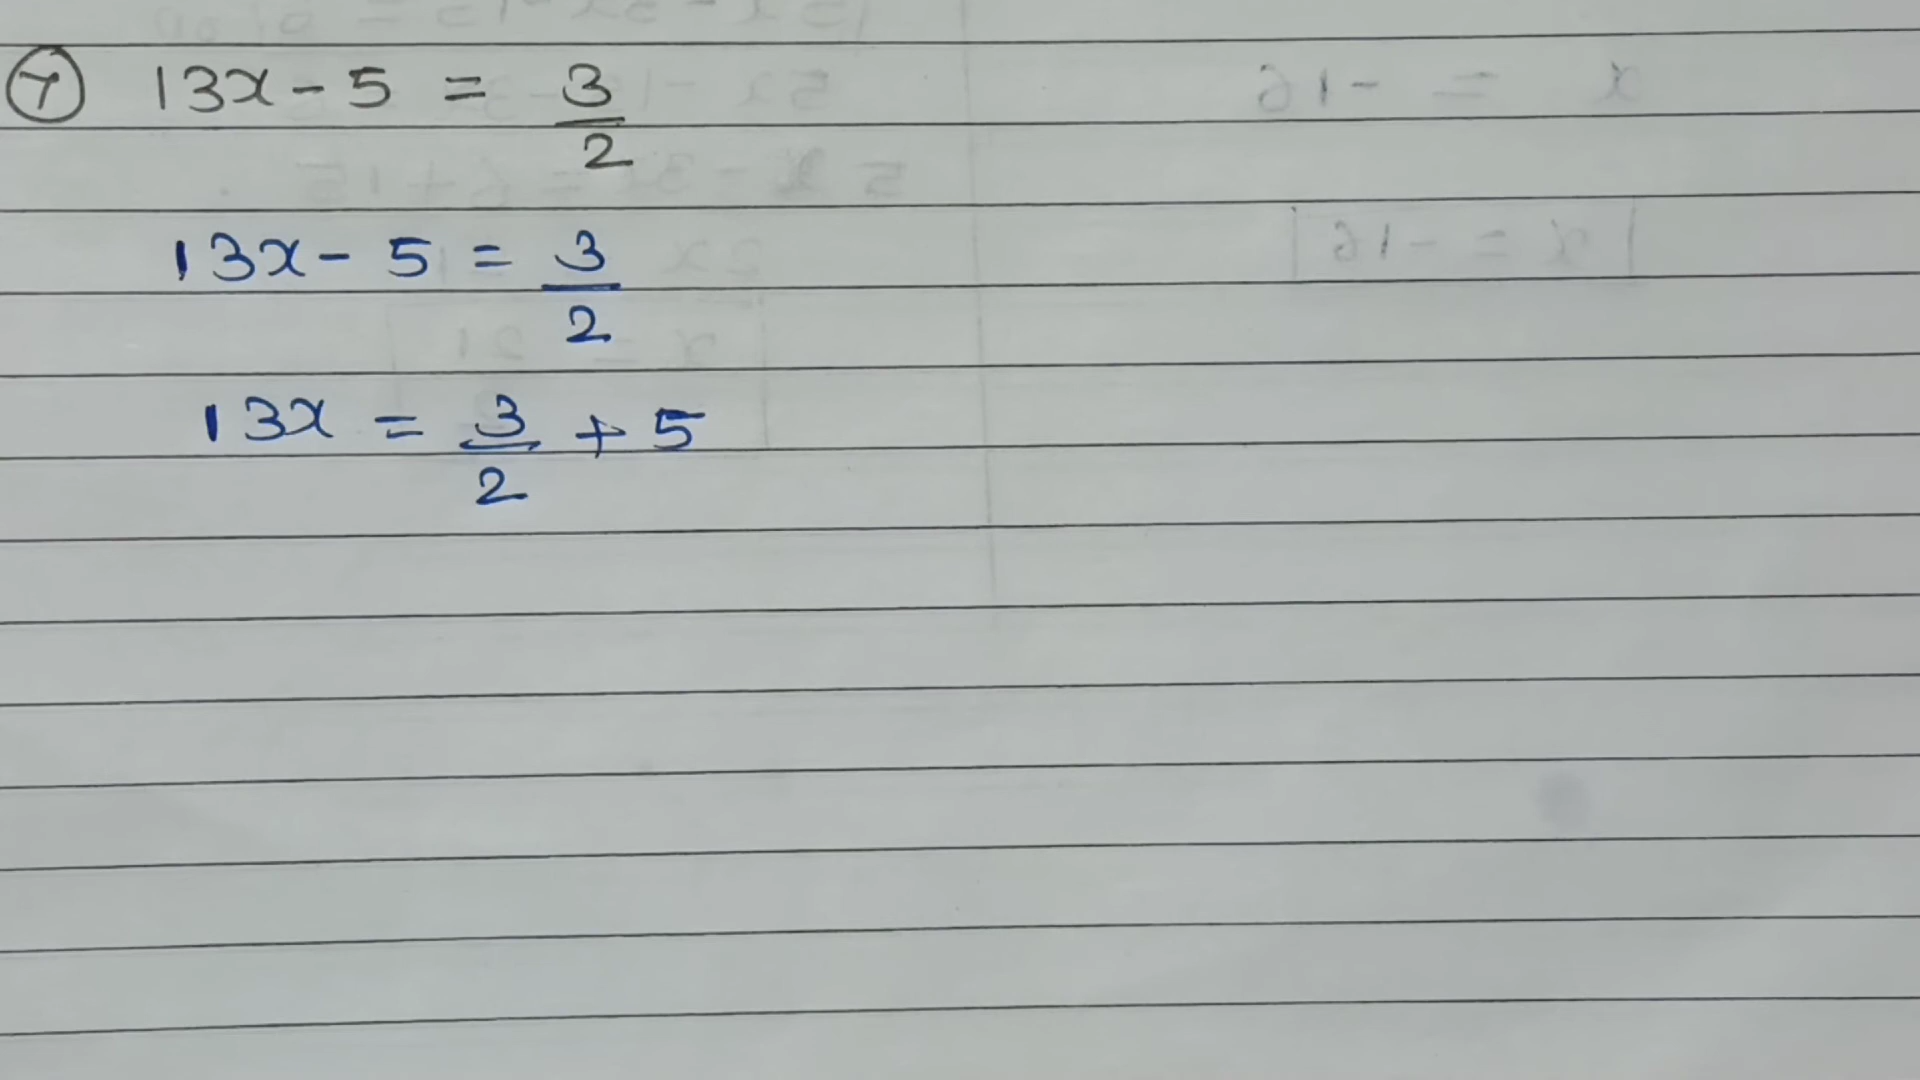 7 13x - 5 = 3/2
13x - 5 = 3/2
13x = 3/2 + 5